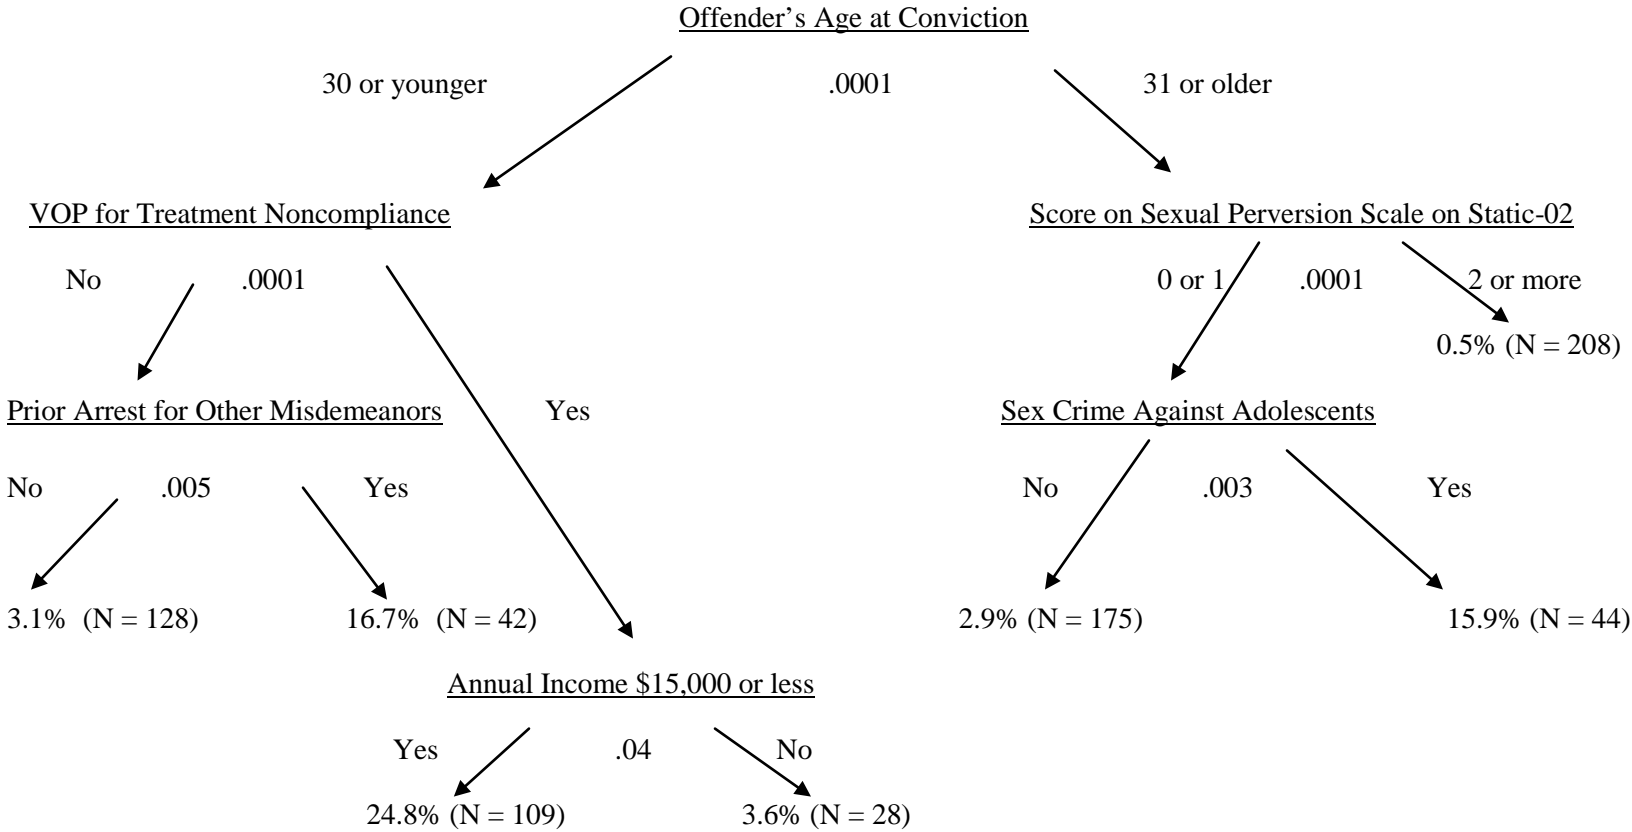 Offender’s Age at Conviction
30 or younger .0001 31 or older
VOP for Treatment Noncompliance Score on Sexual Perversion Scale on Static-02
No .0001 0 or 1 .0001 2 or more
0.5% (N = 208)
Prior Arrest for Other Misdemeanors Yes Sex Crime Against Adolescents
No .005 Yes No .003 Yes
3.1% (N = 128) 16.7% (N = 42) 2.9% (N = 175) 15.9% (N = 44)
Annual Income $15,000 or less
Yes .04 No
24.8% (N = 109) 3.6% (N = 28)